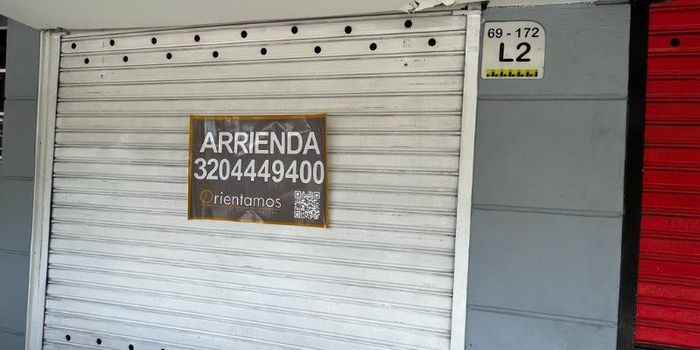 69 - 172
L2
ARRIENDA
3204449400
Orientamos